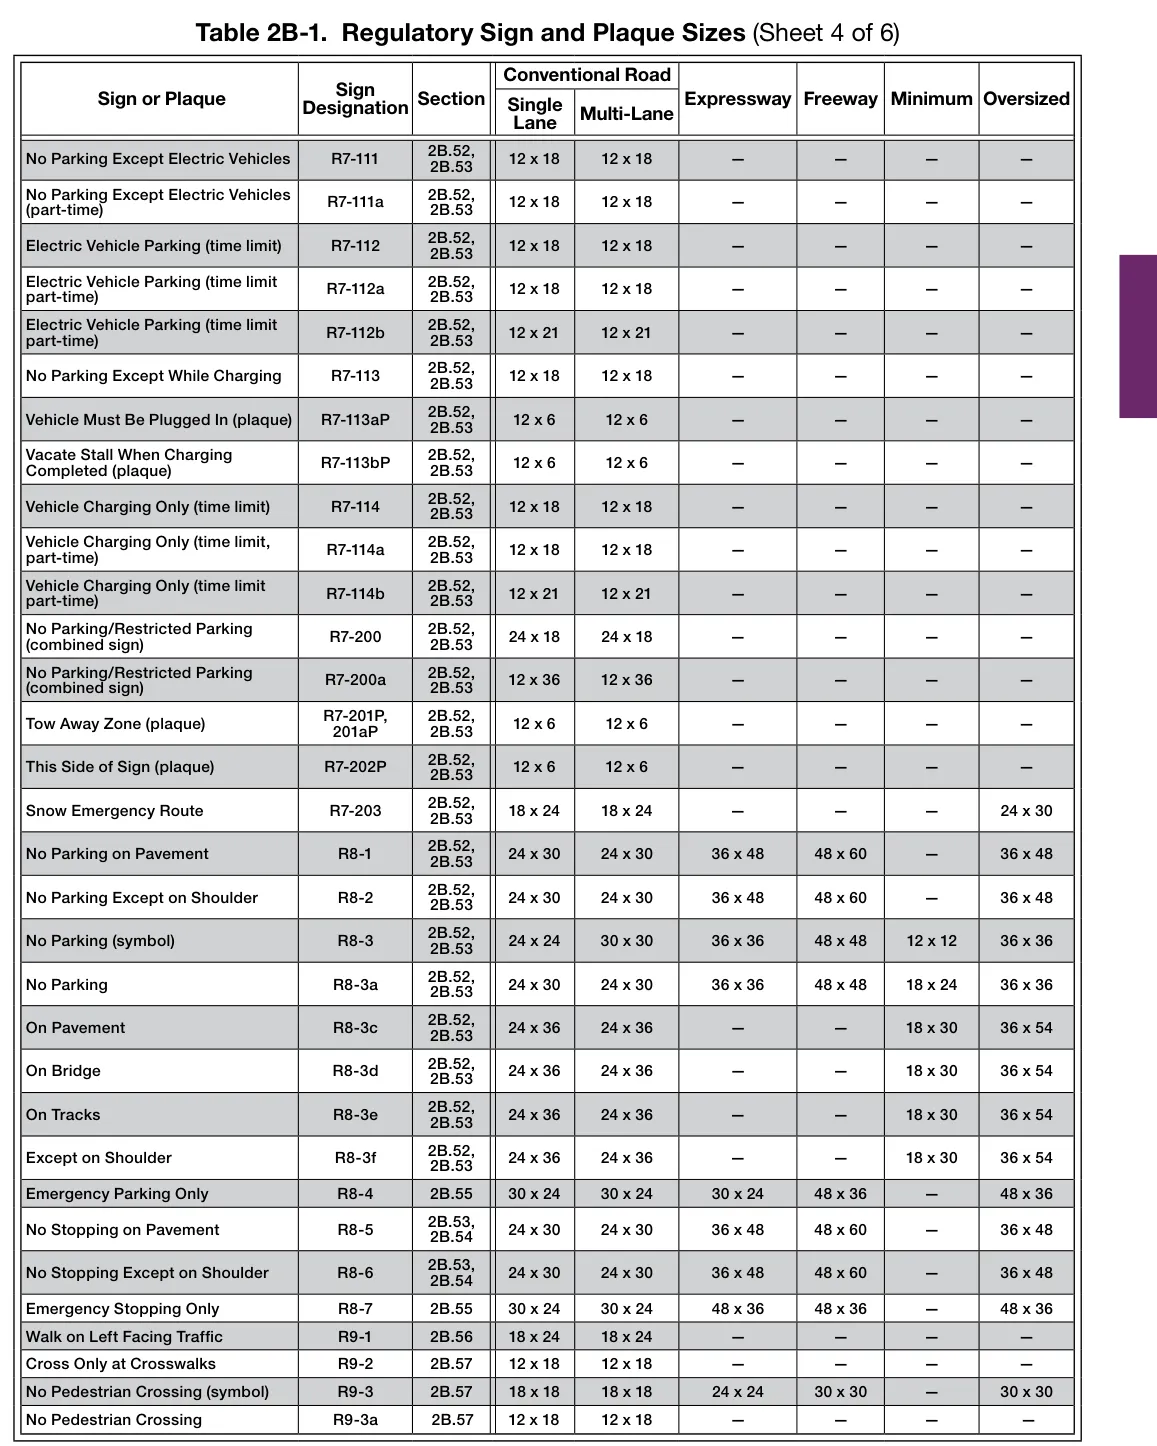 Table 2B-1. Regulatory Sign and Plaque Sizes (Sheet 4 of 6)
Sign or Plaque Sign Designation Section Conventional Road Single Lane Multi-Lane Expressway Freeway Minimum Oversized
No Parking Except Electric Vehicles R7-111 2B.52, 2B.53 12 x 18 12 x 18 — — — —
No Parking Except Electric Vehicles (part-time) R7-111a 2B.52, 2B.53 12 x 18 12 x 18 — — — —
Electric Vehicle Parking (time limit) R7-112 2B.52, 2B.53 12 x 18 12 x 18 — — — —
Electric Vehicle Parking (time limit part-time) R7-112a 2B.52, 2B.53 12 x 18 12 x 18 — — — —
Electric Vehicle Parking (time limit part-time) R7-112b 2B.52, 2B.53 12 x 21 12 x 21 — — — —
No Parking Except While Charging R7-113 2B.52, 2B.53 12 x 18 12 x 18 — — — —
Vehicle Must Be Plugged In (plaque) R7-113aP 2B.52, 2B.53 12 x 6 12 x 6 — — — —
Vacate Stall When Charging Completed (plaque) R7-113bP 2B.52, 2B.53 12 x 6 12 x 6 — — — —
Vehicle Charging Only (time limit) R7-114 2B.52, 2B.53 12 x 18 12 x 18 — — — —
Vehicle Charging Only (time limit, part-time) R7-114a 2B.52, 2B.53 12 x 18 12 x 18 — — — —
Vehicle Charging Only (time limit part-time) R7-114b 2B.52, 2B.53 12 x 21 12 x 21 — — — —
No Parking/Restricted Parking (combined sign) R7-200 2B.52, 2B.53 24 x 18 24 x 18 — — — —
No Parking/Restricted Parking (combined sign) R7-200a 2B.52, 2B.53 12 x 36 12 x 36 — — — —
Tow Away Zone (plaque) R7-201P, 201aP 2B.52, 2B.53 12 x 6 12 x 6 — — — —
This Side of Sign (plaque) R7-202P 2B.52, 2B.53 12 x 6 12 x 6 — — — —
Snow Emergency Route R7-203 2B.52, 2B.53 18 x 24 18 x 24 — — — 24 x 30
No Parking on Pavement R8-1 2B.52, 2B.53 24 x 30 24 x 30 36 x 48 48 x 60 — 36 x 48
No Parking Except on Shoulder R8-2 2B.52, 2B.53 24 x 30 24 x 30 36 x 48 48 x 60 — 36 x 48
No Parking (symbol) R8-3 2B.52, 2B.53 24 x 24 30 x 30 36 x 36 48 x 48 12 x 12 36 x 36
No Parking R8-3a 2B.52, 2B.53 24 x 30 24 x 30 36 x 36 48 x 48 18 x 24 36 x 36
On Pavement R8-3c 2B.52, 2B.53 24 x 36 24 x 36 — — 18 x 30 36 x 54
On Bridge R8-3d 2B.52, 2B.53 24 x 36 24 x 36 — — 18 x 30 36 x 54
On Tracks R8-3e 2B.52, 2B.53 24 x 36 24 x 36 — — 18 x 30 36 x 54
Except on Shoulder R8-3f 2B.52, 2B.53 24 x 36 24 x 36 — — 18 x 30 36 x 54
Emergency Parking Only R8-4 2B.55 30 x 24 30 x 24 30 x 24 48 x 36 — 48 x 36
No Stopping on Pavement R8-5 2B.53, 2B.54 24 x 30 24 x 30 36 x 48 48 x 60 — 36 x 48
No Stopping Except on Shoulder R8-6 2B.53, 2B.54 24 x 30 24 x 30 36 x 48 48 x 60 — 36 x 48
Emergency Stopping Only R8-7 2B.55 30 x 24 30 x 24 48 x 36 48 x 36 — 48 x 36
Walk on Left Facing Traffic R9-1 2B.56 18 x 24 18 x 24 — — — —
Cross Only at Crosswalks R9-2 2B.57 12 x 18 12 x 18 — — — —
No Pedestrian Crossing (symbol) R9-3 2B.57 18 x 18 18 x 18 24 x 24 30 x 30 — 30 x 30
No Pedestrian Crossing R9-3a 2B.57 12 x 18 12 x 18 — — — —